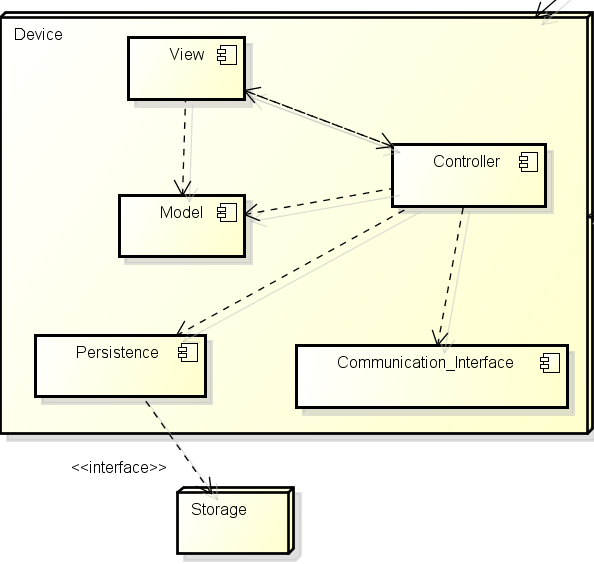 Device
View
Controller
Model
Persistence
Communication_Interface
<<interface>>
Storage